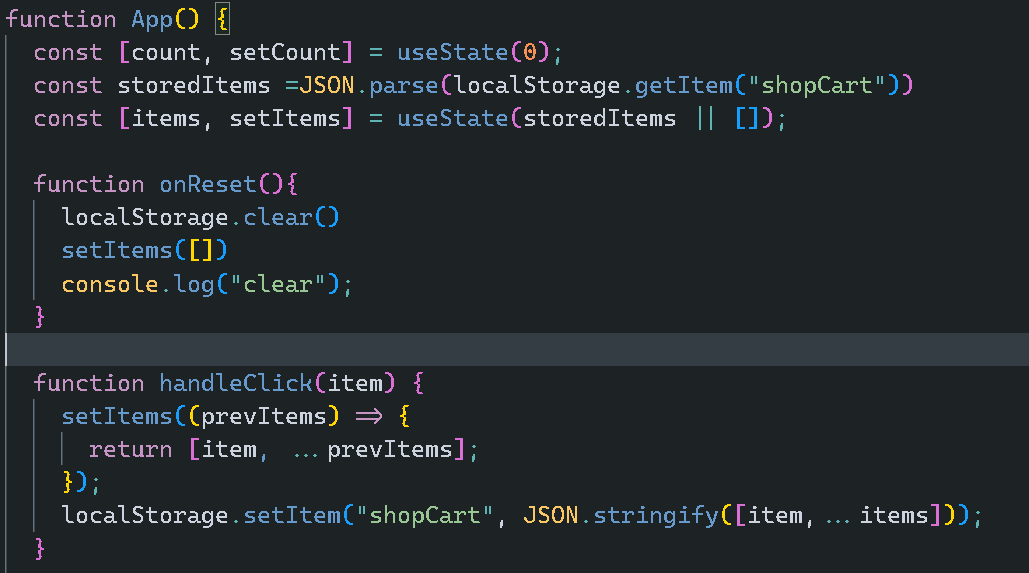 function App() {
const [count, setCount] = useState(0);
const storedItems =JSON.parse(localStorage.getItem("shopCart"))
const [items, setItems] = useState(storedItems || []);
function onReset(){
localStorage.clear()
setItems([])
console.log("clear");
}
function handleClick(item) {
setItems((prevItems) => {
return [item, ...prevItems];
});
localStorage.setItem("shopCart", JSON.stringify([item,...items]));
}